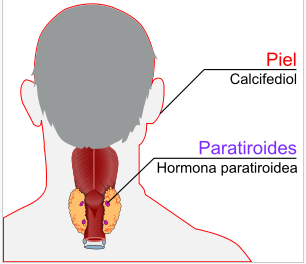 Piel
Calcifediol
Paratiroides
Hormona paratiroidea